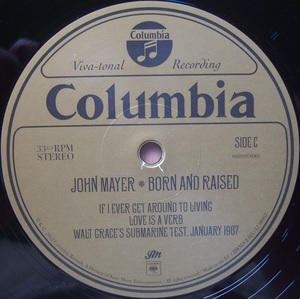 Columbia
Viva-tonal Recording
Columbia
33⅓ RPM
STEREO
SIDE C
JOHN MAYER BORN AND RAISED
IF I EVER GET AROUND TO LIVING
LOVE IS A VERB
WALT GRACE'S SUBMARINE TEST, JANUARY 1967